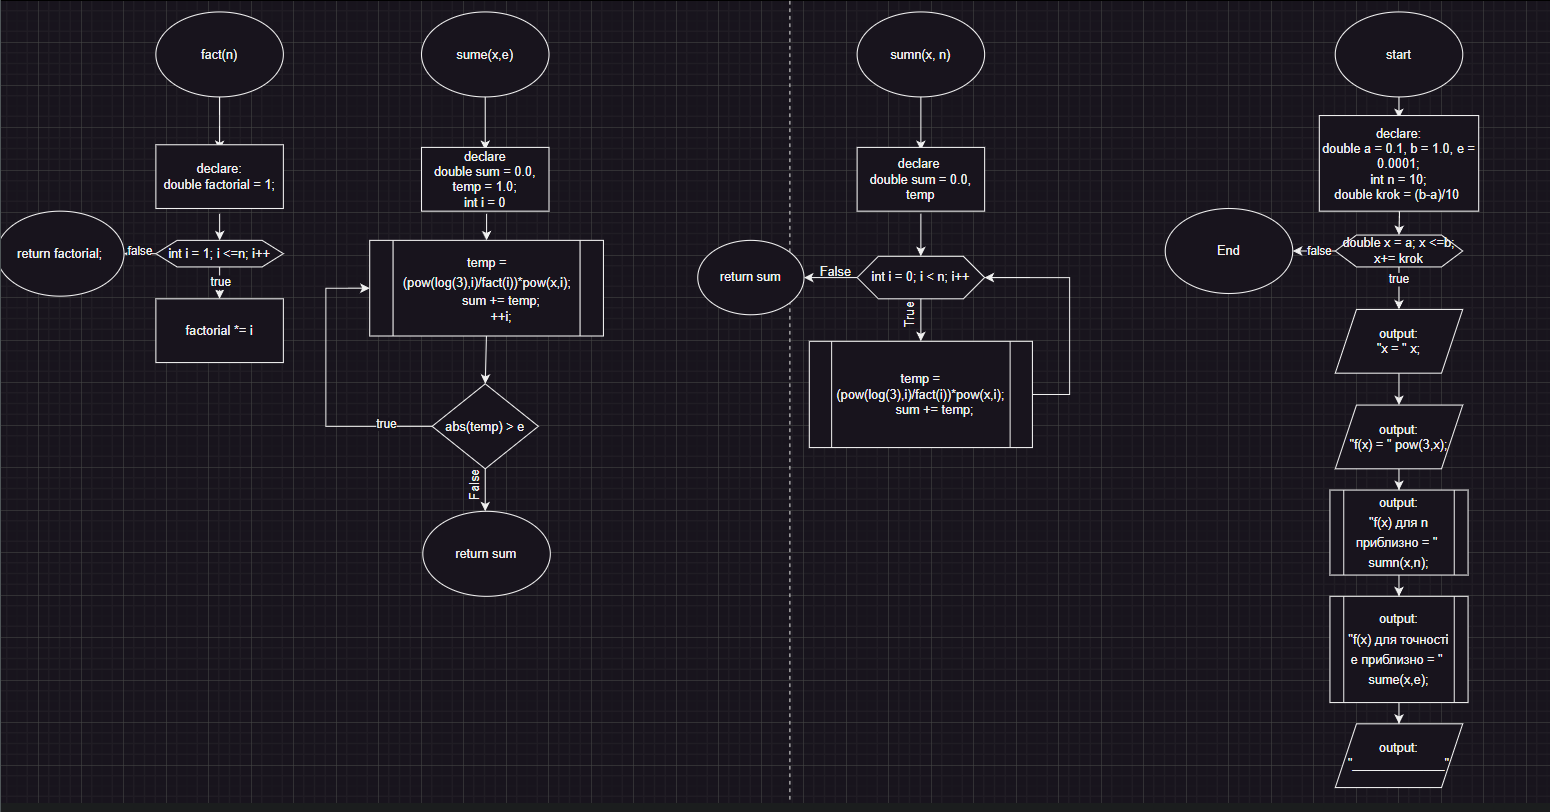 fact(n)
declare:
double factorial = 1;
int i = 1; i <=n; i++
false
return factorial;
true
factorial *= i
sume(x,e)
declare
double sum = 0.0,
temp = 1.0;
int i = 0
temp =
(pow(log(3),i)/fact(i))*pow(x,i);
sum += temp;
++i;
abs(temp) > e
true
False
return sum
sumn(x, n)
declare
double sum = 0.0,
temp
int i = 0; i < n; i++
False
return sum
True
temp =
(pow(log(3),i)/fact(i))*pow(x,i);
sum += temp;
start
declare:
double a = 0.1, b = 1.0, e =
0.0001;
int n = 10;
double krok = (b-a)/10
double x = a; x <=b;
x+= krok
false
End
true
output:
"x = " x;
output:
"f(x) = " pow(3,x);
output:
"f(x) для n
приблизно = "
sumn(x,n);
output:
"f(x) для точності
е приблизно = "
sume(x,e);
output:
"______________"